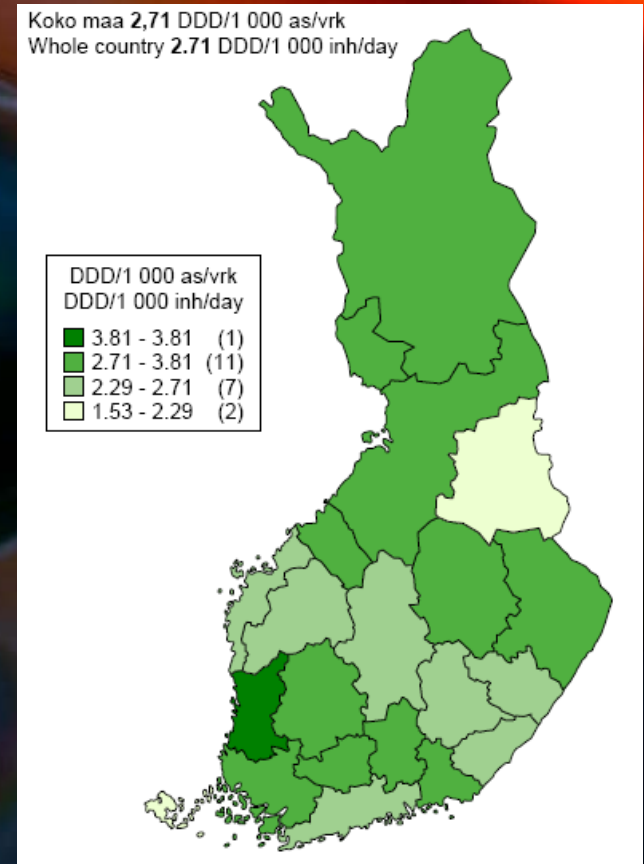 Koko maa 2,71 DDD/1 000 as/vrk
Whole country 2.71 DDD/1 000 inh/day
DDD/1 000 as/vrk
DDD/1 000 inh/day
3.81 - 3.81 (1)
2.71 - 3.81 (11)
2.29 - 2.71 (7)
1.53 - 2.29 (2)